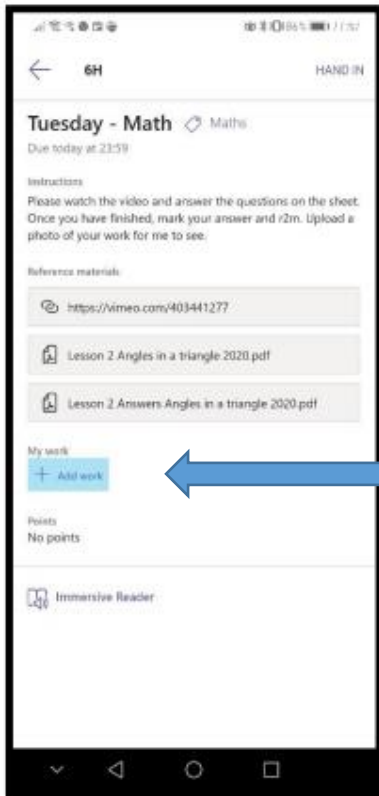 6H
HAND IN
Tuesday - Math Maths
Due today at 23:59
Instructions
Please watch the video and answer the questions on the sheet.
Once you have finished, mark your answer and r2m. Upload a
photo of your work for me to see.
Reference materials
https://vimeo.com/403441277
Lesson 2 Angles in a triangle 2020.pdf
Lesson 2 Answers Angles in a triangle 2020.pdf
My work
+ Add work
Points
No points
Immersive Reader